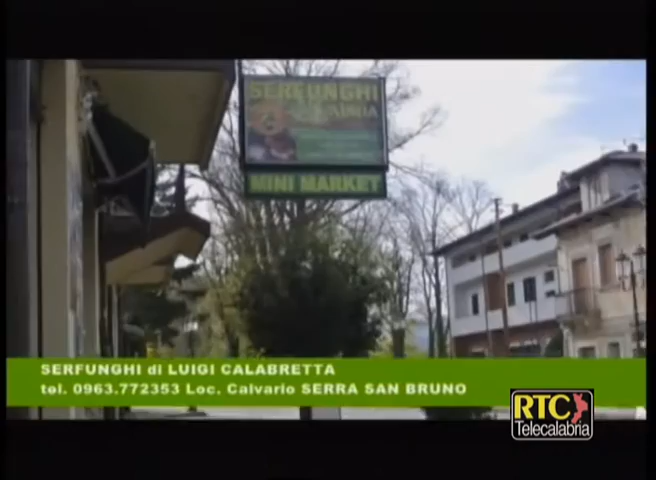 SERFUNGHI
MINI MARKET
SERFUNGHI di LUIGI CALABRETTA
tel. 0963.772353 Loc. Calvario SERRA SAN BRUNO
RTC
Telecalabria